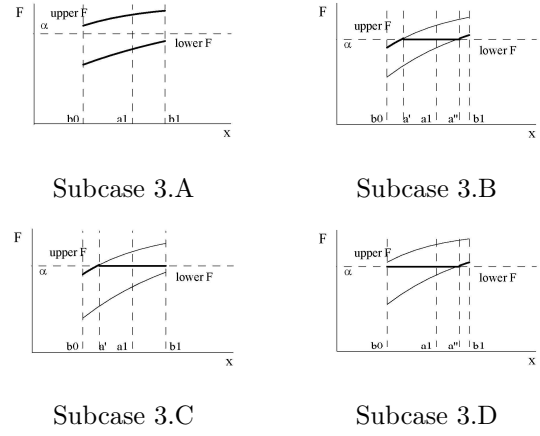 F
upper F
α
lower F
b0 a1 b1
x
Subcase 3.A
F
upper F
α
lower F
b0 a' a1 a" b1
x
Subcase 3.B
F
upper F
α
lower F
b0 a' a1 b1
x
Subcase 3.C
F
upper F
α
lower F
b0 a1 a" b1
x
Subcase 3.D